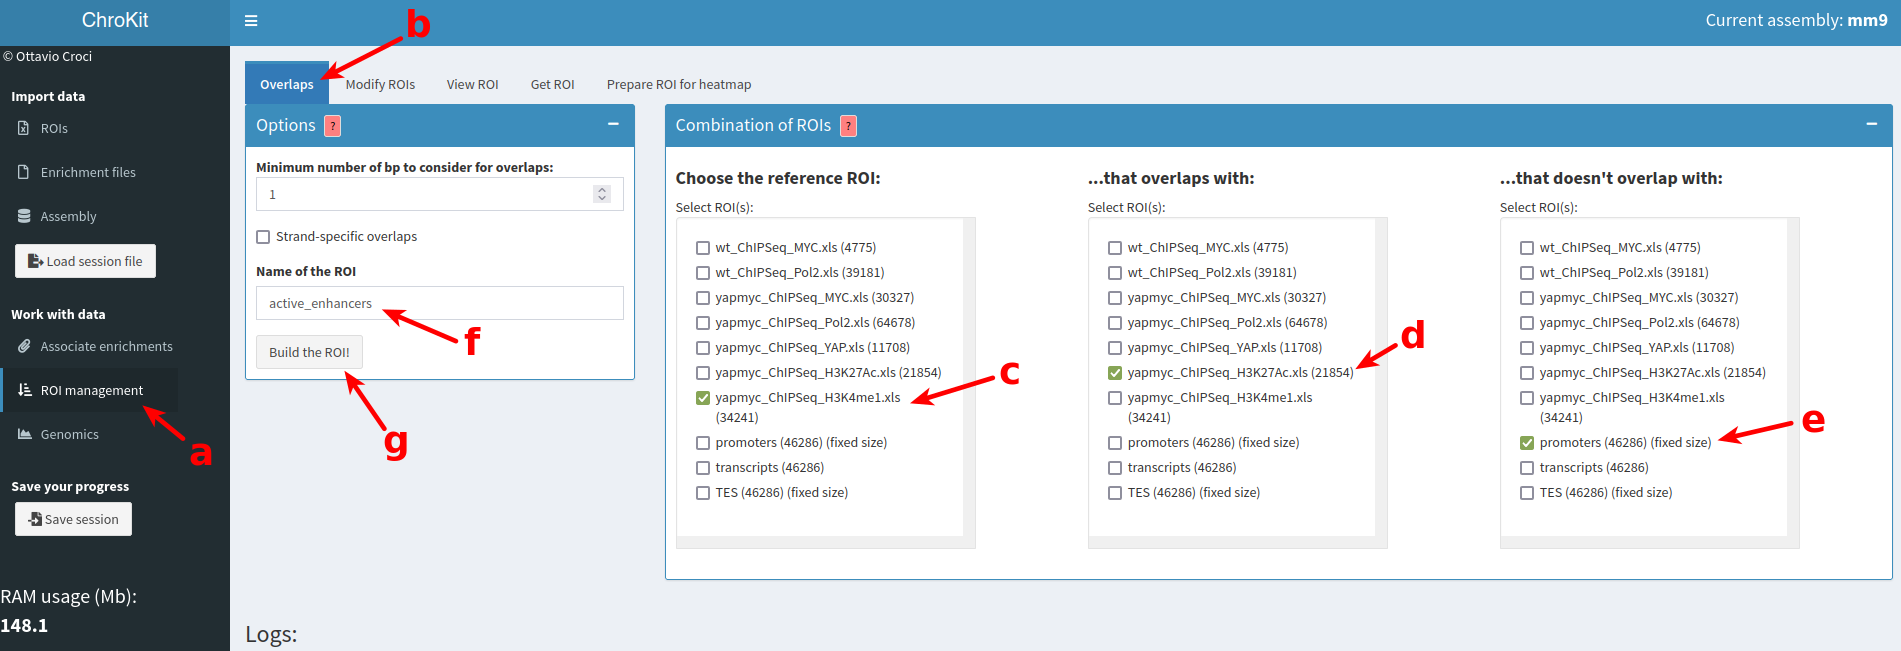 ChroKit
Current assembly: mm9
© Ottavio Croci
Import data
ROIs
Enrichment files
Assembly
Load session file
Work with data
Associate enrichments
ROI management
Genomics
Save your progress
Save session
RAM usage (Mb):
148.1
a
b
Overlaps
Modify ROIs
View ROI
Get ROI
Prepare ROI for heatmap
Options ?
Minimum number of bp to consider for overlaps:
1
Strand-specific overlaps
Name of the ROI
active_enhancers
f
Build the ROI!
g
Combination of ROIs ?
Choose the reference ROI:
Select ROI(s):
wt_ChIPSeq_MYC.xls (4775)
wt_ChIPSeq_Pol2.xls (39181)
yapmyc_ChIPSeq_MYC.xls (30327)
yapmyc_ChIPSeq_Pol2.xls (64678)
yapmyc_ChIPSeq_YAP.xls (11708)
yapmyc_ChIPSeq_H3K27Ac.xls (21854)
yapmyc_ChIPSeq_H3K4me1.xls
(34241)
promoters (46286) (fixed size)
transcripts (46286)
TES (46286) (fixed size)
c
...that overlaps with:
Select ROI(s):
wt_ChIPSeq_MYC.xls (4775)
wt_ChIPSeq_Pol2.xls (39181)
yapmyc_ChIPSeq_MYC.xls (30327)
yapmyc_ChIPSeq_Pol2.xls (64678)
yapmyc_ChIPSeq_YAP.xls (11708)
yapmyc_ChIPSeq_H3K27Ac.xls (21854)
yapmyc_ChIPSeq_H3K4me1.xls
(34241)
promoters (46286) (fixed size)
transcripts (46286)
TES (46286) (fixed size)
d
...that doesn't overlap with:
Select ROI(s):
wt_ChIPSeq_MYC.xls (4775)
wt_ChIPSeq_Pol2.xls (39181)
yapmyc_ChIPSeq_MYC.xls (30327)
yapmyc_ChIPSeq_Pol2.xls (64678)
yapmyc_ChIPSeq_YAP.xls (11708)
yapmyc_ChIPSeq_H3K27Ac.xls (21854)
yapmyc_ChIPSeq_H3K4me1.xls
(34241)
promoters (46286) (fixed size)
transcripts (46286)
TES (46286) (fixed size)
e
Logs: